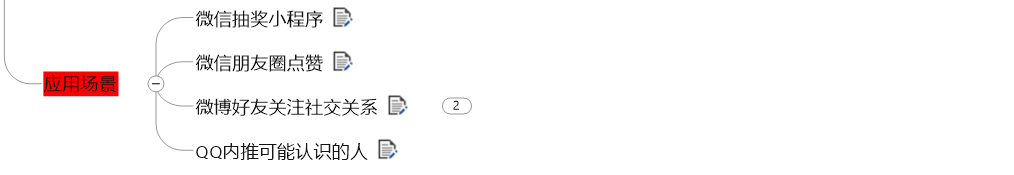 微信抽奖小程序
微信朋友圈点赞
应用场景
微博好友关注社交关系
2
QQ内推可能认识的人